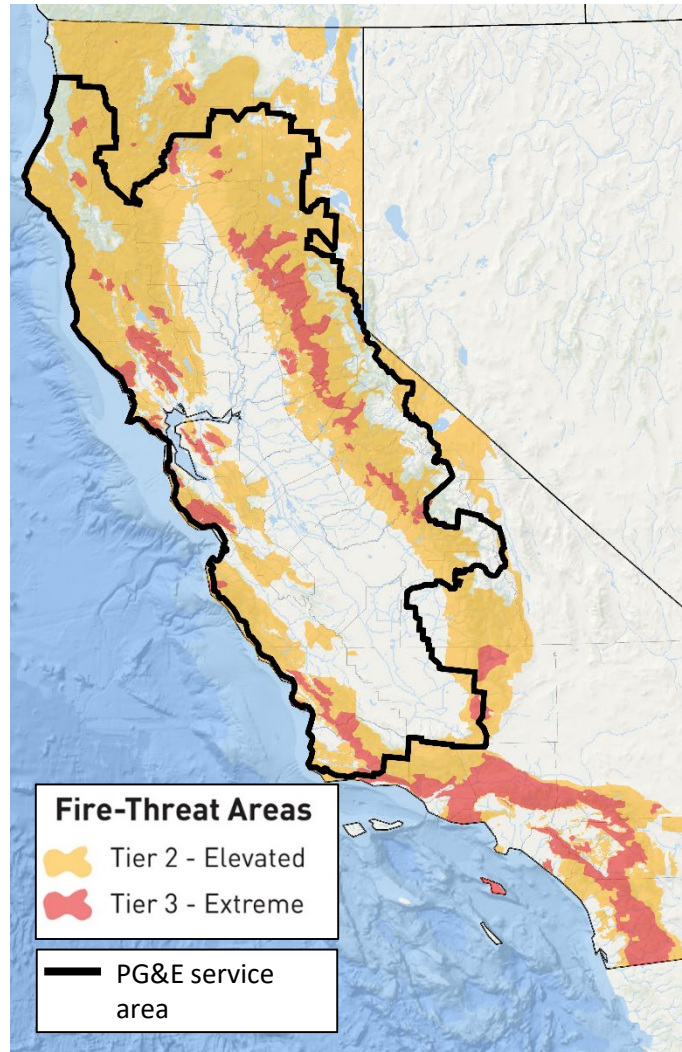 Fire-Threat Areas
Tier 2 - Elevated
Tier 3 - Extreme
PG&E service
area